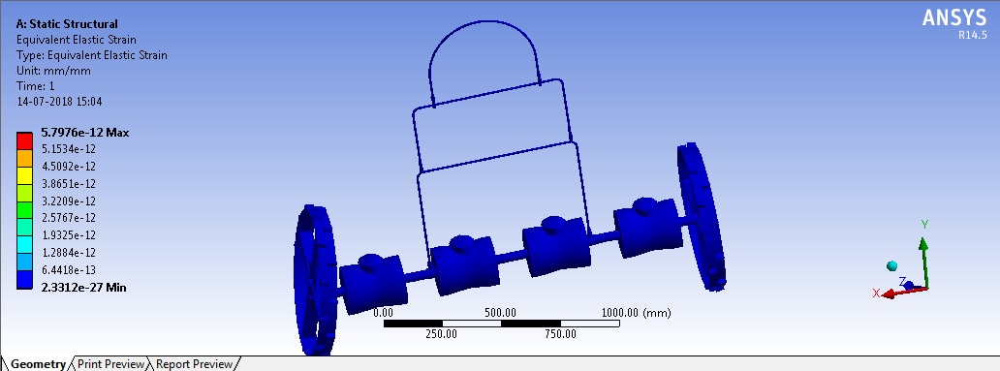 A: Static Structural
Equivalent Elastic Strain
Type: Equivalent Elastic Strain
Unit: mm/mm
Time: 1
14-07-2018 15:04
5.7976e-12 Max
5.1534e-12
4.5092e-12
3.8651e-12
3.2209e-12
2.5767e-12
1.9325e-12
1.2884e-12
6.4418e-13
2.3312e-27 Min
ANSYS
R14.5
0.00 500.00 1000.00 (mm)
250.00 750.00
Y
Z
X
Geometry Print Preview Report Preview